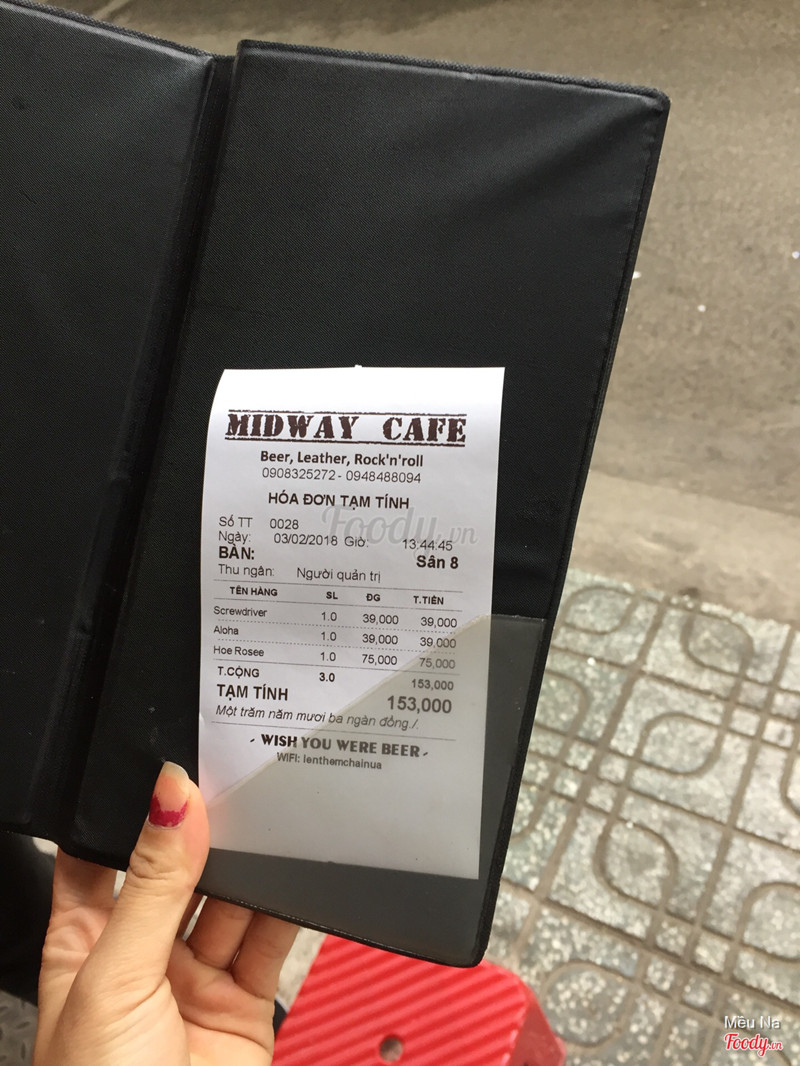 MIDWAY CAFE
Beer, Leather, Rock'n'roll
0908325272 - 0948488094
HÓA ĐƠN TẠM TÍNH
Số TT 0028
Ngày: 03/02/2018 Giờ: 13:44:45
BÀN: Sân 8
Thu ngân: Người quản trị
TÊN HÀNG SL ĐG T.TIỀN
Screwdriver 1.0 39,000 39,000
Aloha 1.0 39,000 39,000
Hoe Rosee 1.0 75,000 75,000
T.CỘNG 3.0 153,000
TẠM TÍNH 153,000
Một trăm năm mươi ba ngàn đồng./.
- WISH YOU WERE BEER -
WIFI: lenthemchainua
Foody.vn
Mều Na
Foody.vn